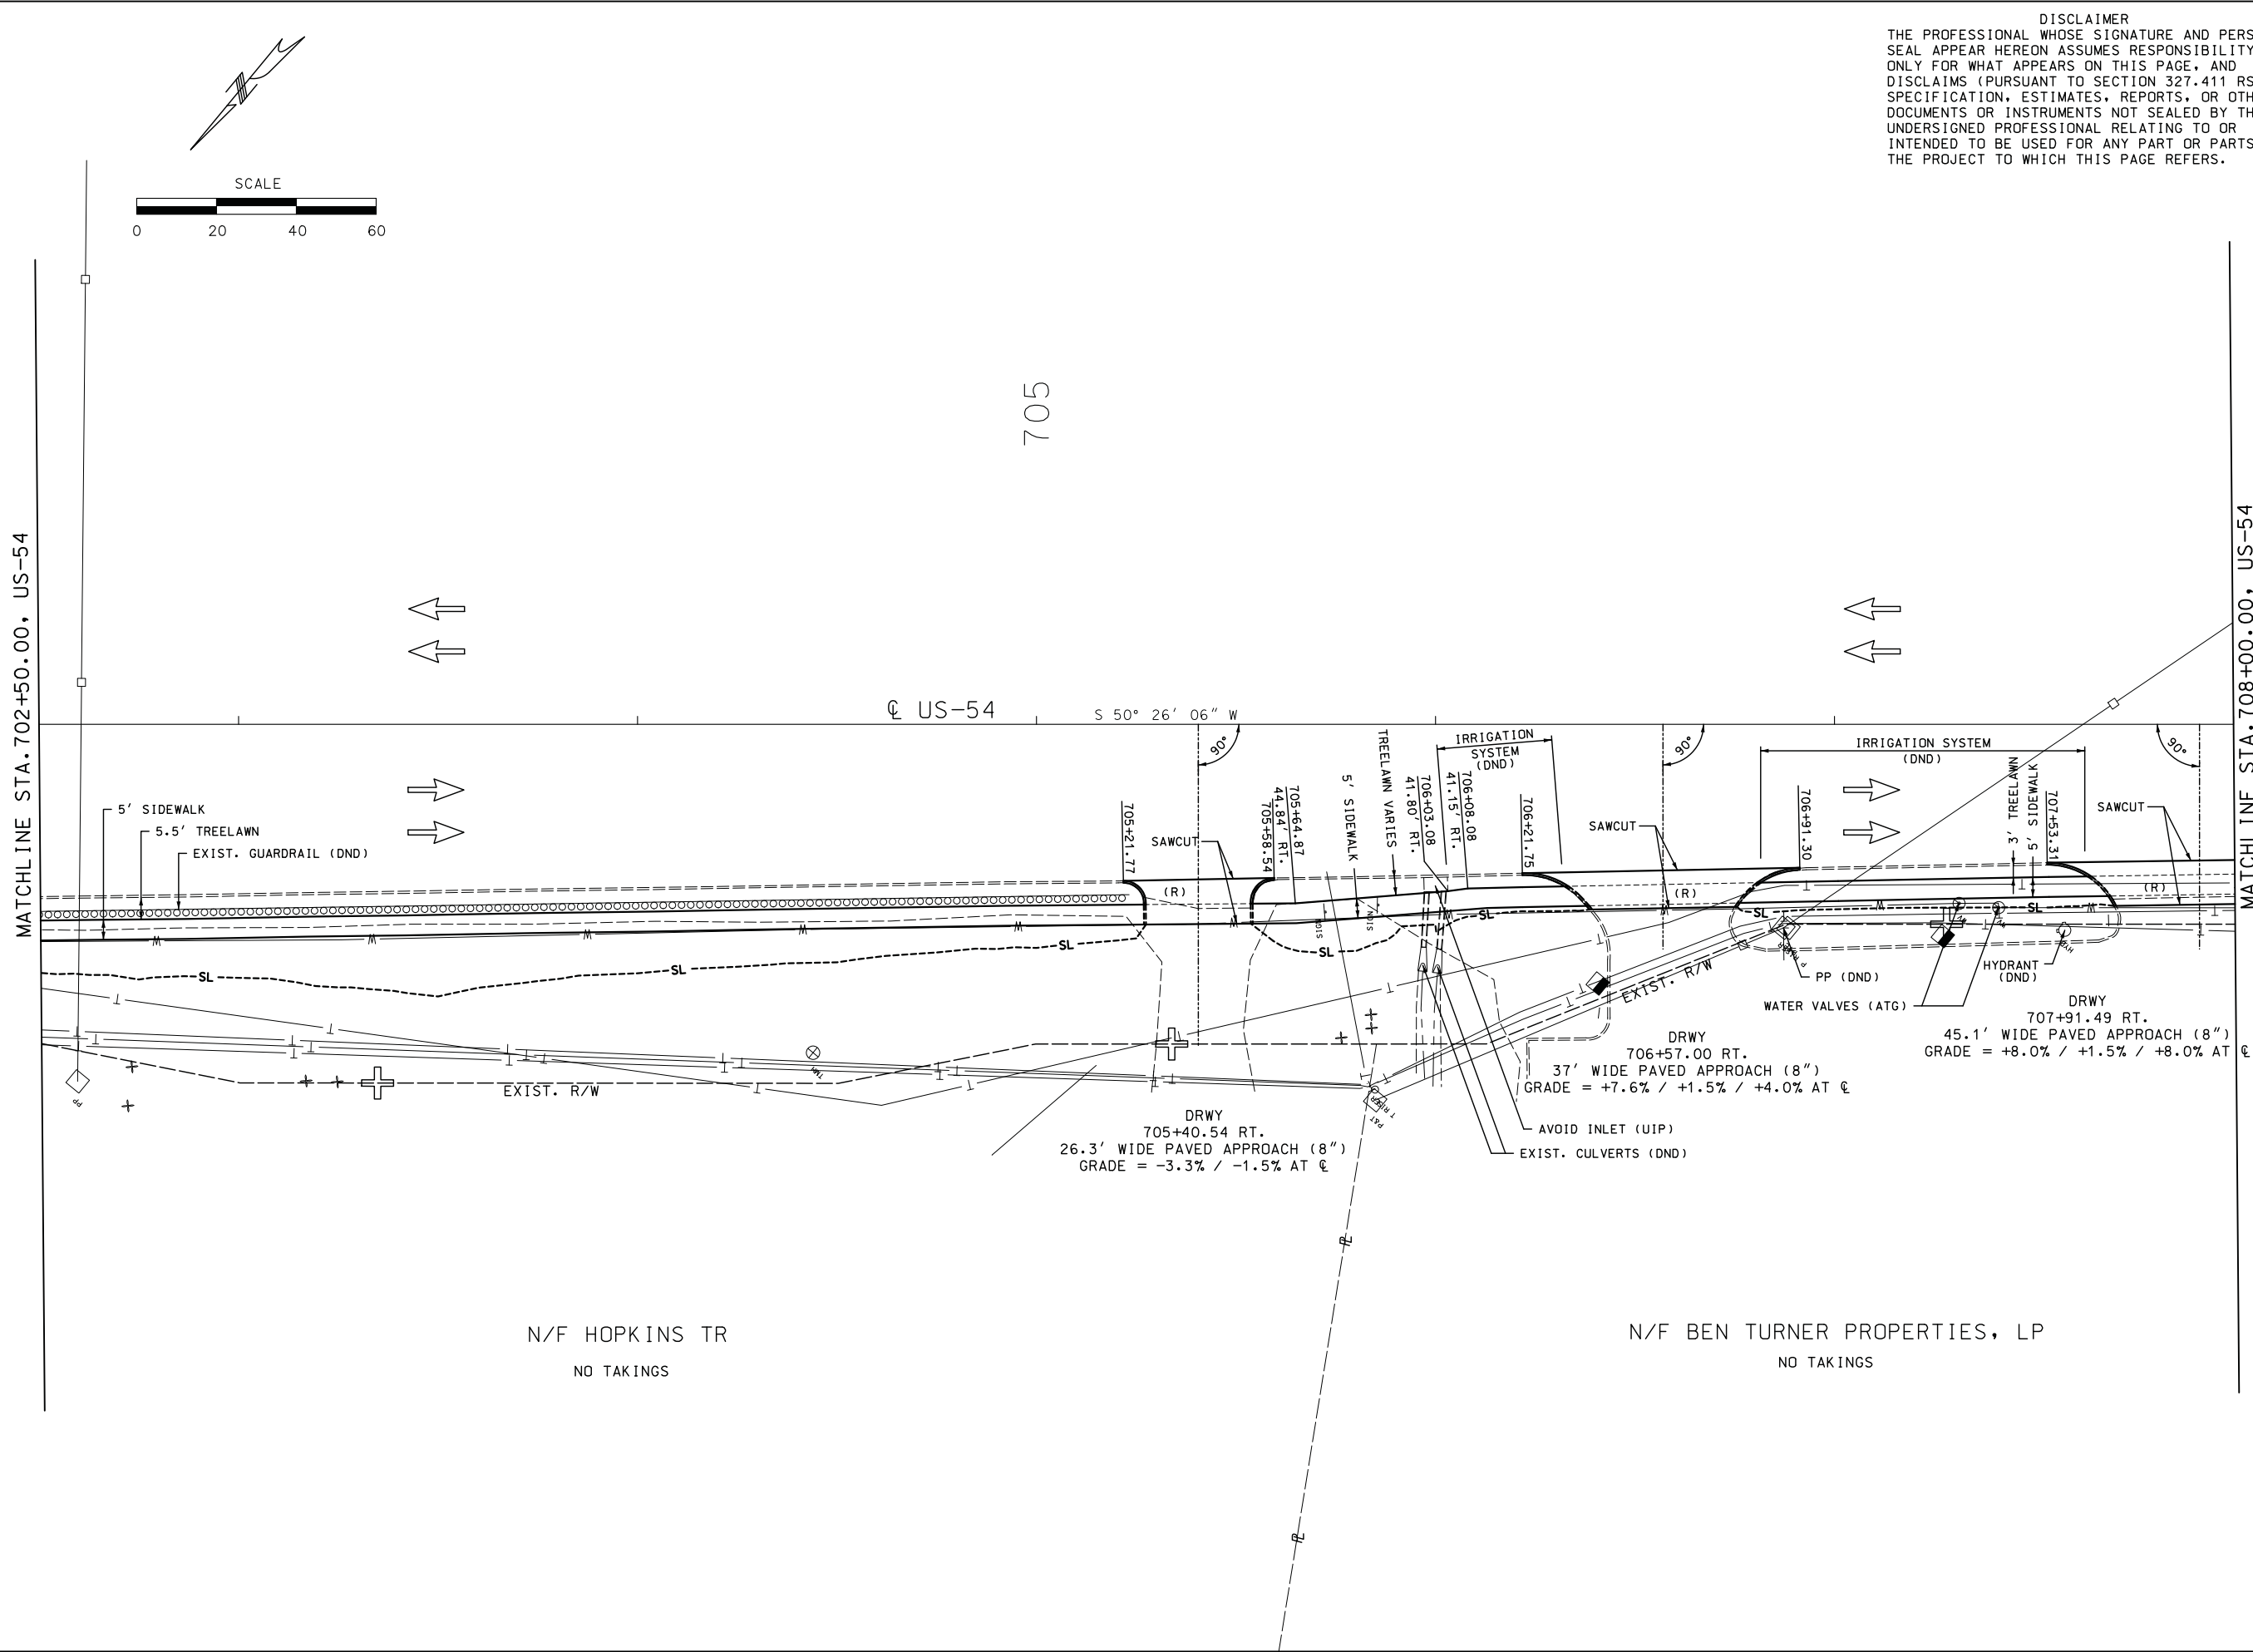 DISCLAIMER
THE PROFESSIONAL WHOSE SIGNATURE AND PERS
SEAL APPEAR HEREON ASSUMES RESPONSIBILITY
ONLY FOR WHAT APPEARS ON THIS PAGE, AND
DISCLAIMS (PURSUANT TO SECTION 327.411 RS
SPECIFICATION, ESTIMATES, REPORTS, OR OTH
DOCUMENTS OR INSTRUMENTS NOT SEALED BY TH
UNDERSIGNED PROFESSIONAL RELATING TO OR
INTENDED TO BE USED FOR ANY PART OR PARTS
THE PROJECT TO WHICH THIS PAGE REFERS.
SCALE
0 20 40 60
705
MATCHLINE STA.702+50.00, US-54
MATCHLINE STA.708+00.00, US-54
℄ US-54
S 50° 26' 06" W
90°
90°
90°
5' SIDEWALK
5.5' TREELAWN
EXIST. GUARDRAIL (DND)
705+21.77
SAWCUT
(R)
705+58.54
705+64.87
44.84' RT.
5' SIDEWALK
TREELAWN VARIES
706+03.08
41.80' RT.
706+08.08
41.15' RT.
IRRIGATION
SYSTEM
(DND)
706+21.75
SAWCUT
(R)
706+91.30
IRRIGATION SYSTEM
(DND)
3' TREELAWN
5' SIDEWALK
707+53.31
SAWCUT
(R)
W
W
W
W
W
W
W
W
W
W
SL
SL
SL
SL
SL
SL
SL
SIGN
SIGN
PP
TMH
P&T
T RISER
P RISER
HYD
EXIST. R/W
EXIST. R/W
PP (DND)
WATER VALVES (ATG)
HYDRANT
(DND)
DRWY
707+91.49 RT.
45.1' WIDE PAVED APPROACH (8")
GRADE = +8.0% / +1.5% / +8.0% AT ℄
DRWY
706+57.00 RT.
37' WIDE PAVED APPROACH (8")
GRADE = +7.6% / +1.5% / +4.0% AT ℄
DRWY
705+40.54 RT.
26.3' WIDE PAVED APPROACH (8")
GRADE = -3.3% / -1.5% AT ℄
AVOID INLET (UIP)
EXIST. CULVERTS (DND)
PL
PL
N/F HOPKINS TR
NO TAKINGS
N/F BEN TURNER PROPERTIES, LP
NO TAKINGS